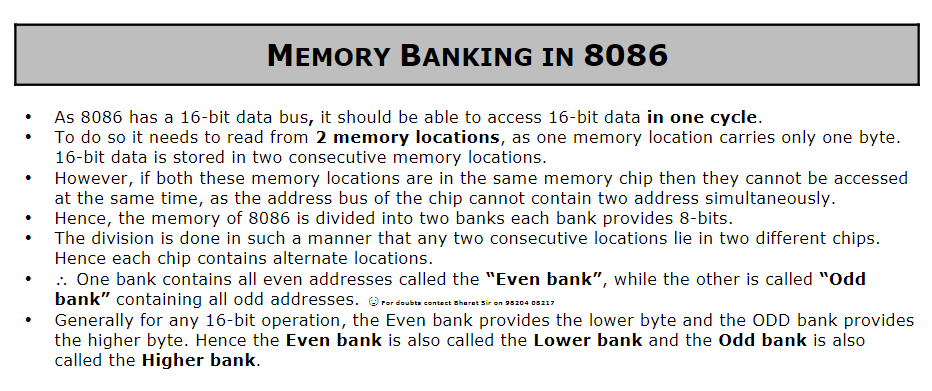 MEMORY BANKING IN 8086
• As 8086 has a 16-bit data bus, it should be able to access 16-bit data in one cycle.
• To do so it needs to read from 2 memory locations, as one memory location carries only one byte.
16-bit data is stored in two consecutive memory locations.
• However, if both these memory locations are in the same memory chip then they cannot be accessed
at the same time, as the address bus of the chip cannot contain two address simultaneously.
• Hence, the memory of 8086 is divided into two banks each bank provides 8-bits.
• The division is done in such a manner that any two consecutive locations lie in two different chips.
Hence each chip contains alternate locations.
• ∴ One bank contains all even addresses called the “Even bank”, while the other is called “Odd
bank” containing all odd addresses. ☺ For doubts contact Bharat Sir on 98204 08217
• Generally for any 16-bit operation, the Even bank provides the lower byte and the ODD bank provides
the higher byte. Hence the Even bank is also called the Lower bank and the Odd bank is also
called the Higher bank.